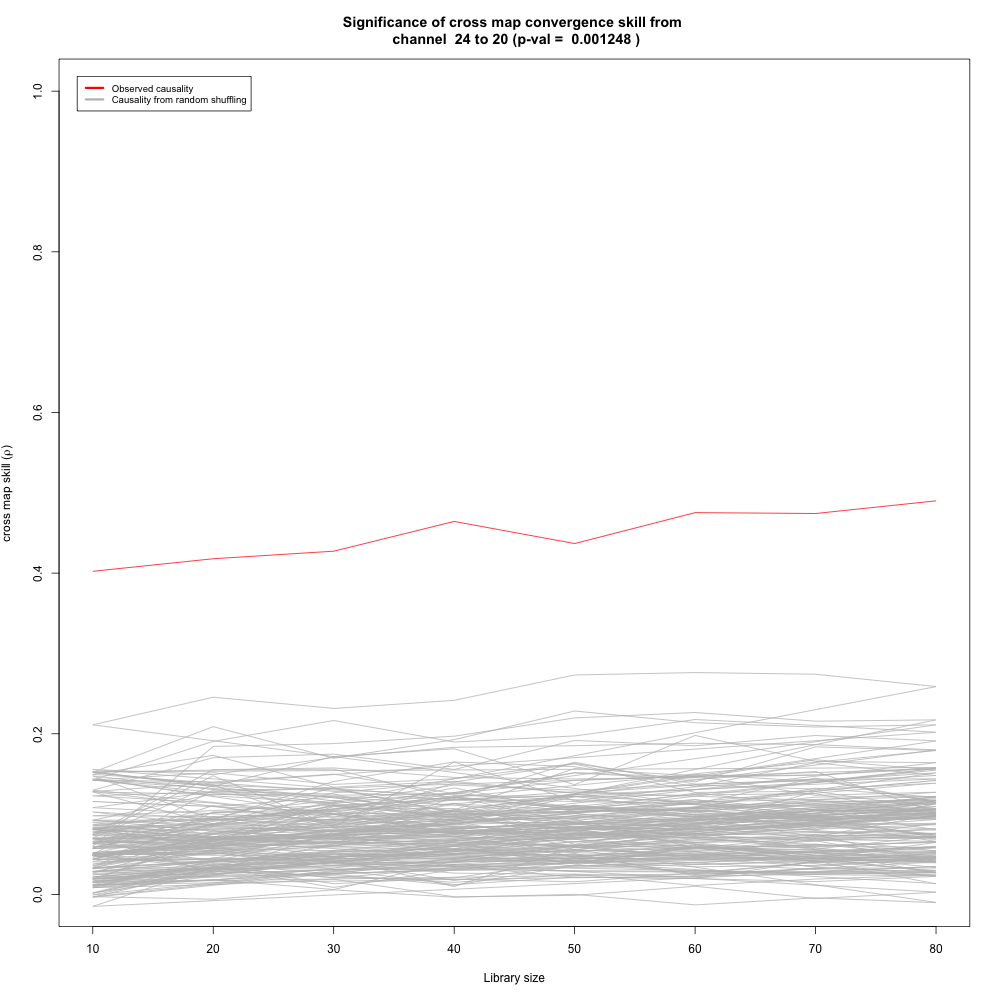 Significance of cross map convergence skill from
channel  24 to 20 (p-val =  0.001248 )
Observed causality
Causality from random shuffling
1.0
0.8
0.6
0.4
0.2
0.0
cross map skill (ρ)
10 20 30 40 50 60 70 80
Library size